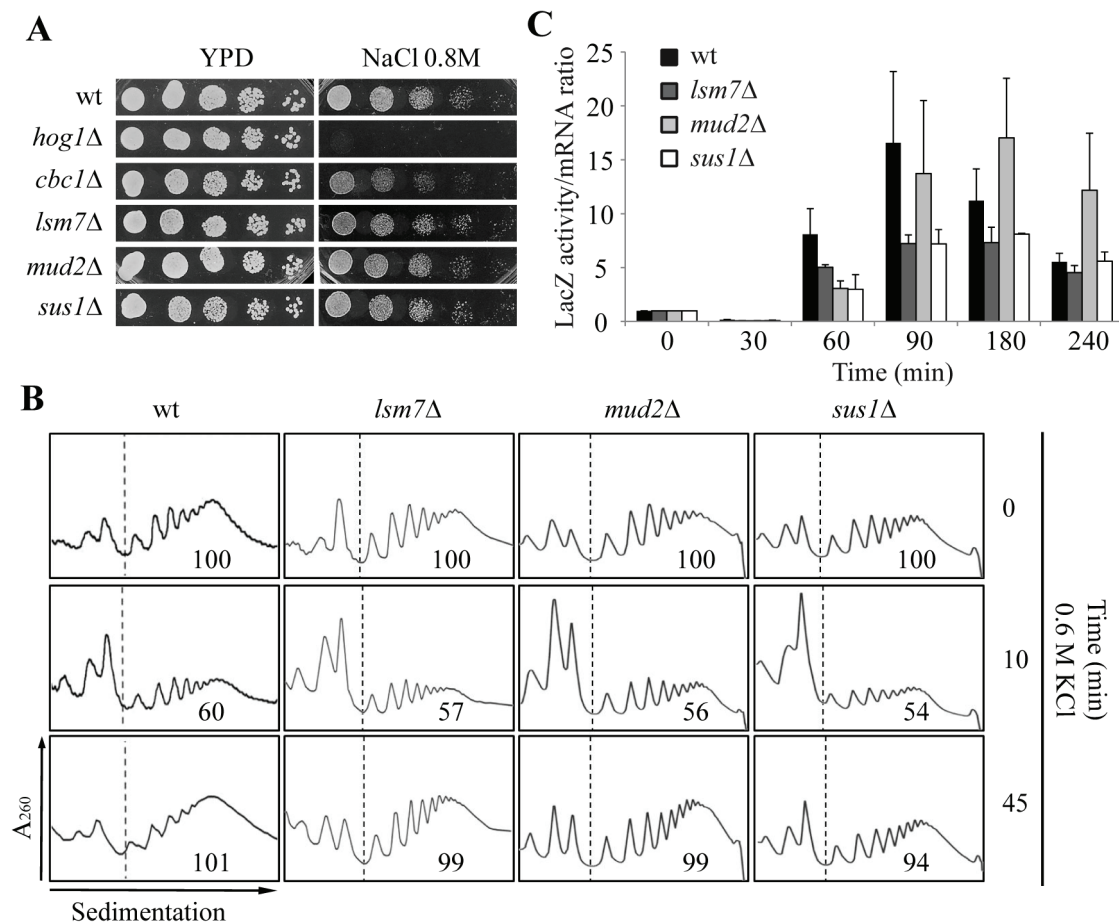 A
YPD
NaCl 0.8M
wt
hog1Δ
cbc1Δ
lsm7Δ
mud2Δ
sus1Δ
C
LacZ activity/mRNA ratio
25
20
15
10
5
0
wt
lsm7Δ
mud2Δ
sus1Δ
0 30 60 90 180 240
Time (min)
B
wt lsm7Δ mud2Δ sus1Δ
100 100 100 100
0
60 57 56 54
10
101 99 99 94
45
Time (min)
0.6 M KCl
A260
Sedimentation